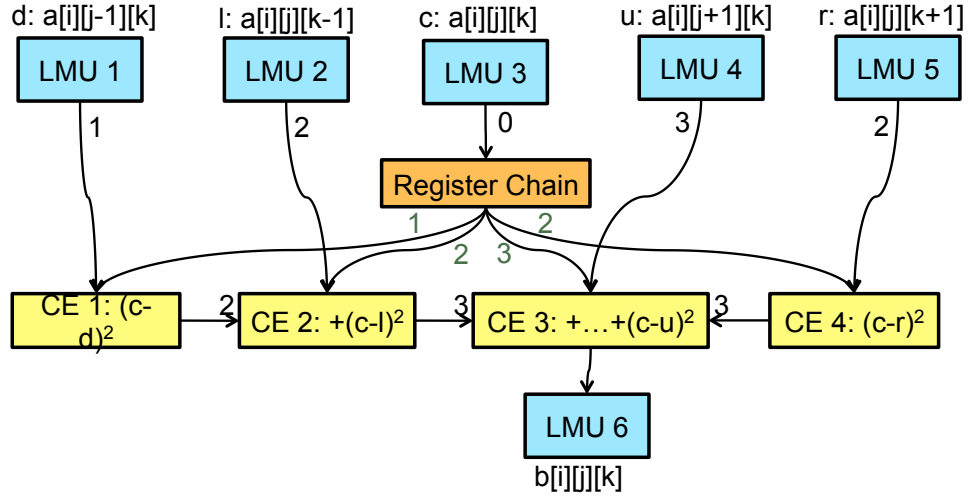 d: a[i][j-1][k]
l: a[i][j][k-1]
c: a[i][j][k]
u: a[i][j+1][k]
r: a[i][j][k+1]
LMU 1
LMU 2
LMU 3
LMU 4
LMU 5
1
2
0
3
2
Register Chain
1
2
3
2
CE 1: (c-
d)²
2
CE 2: +(c-l)²
3
CE 3: +…+(c-u)²
3
CE 4: (c-r)²
LMU 6
b[i][j][k]